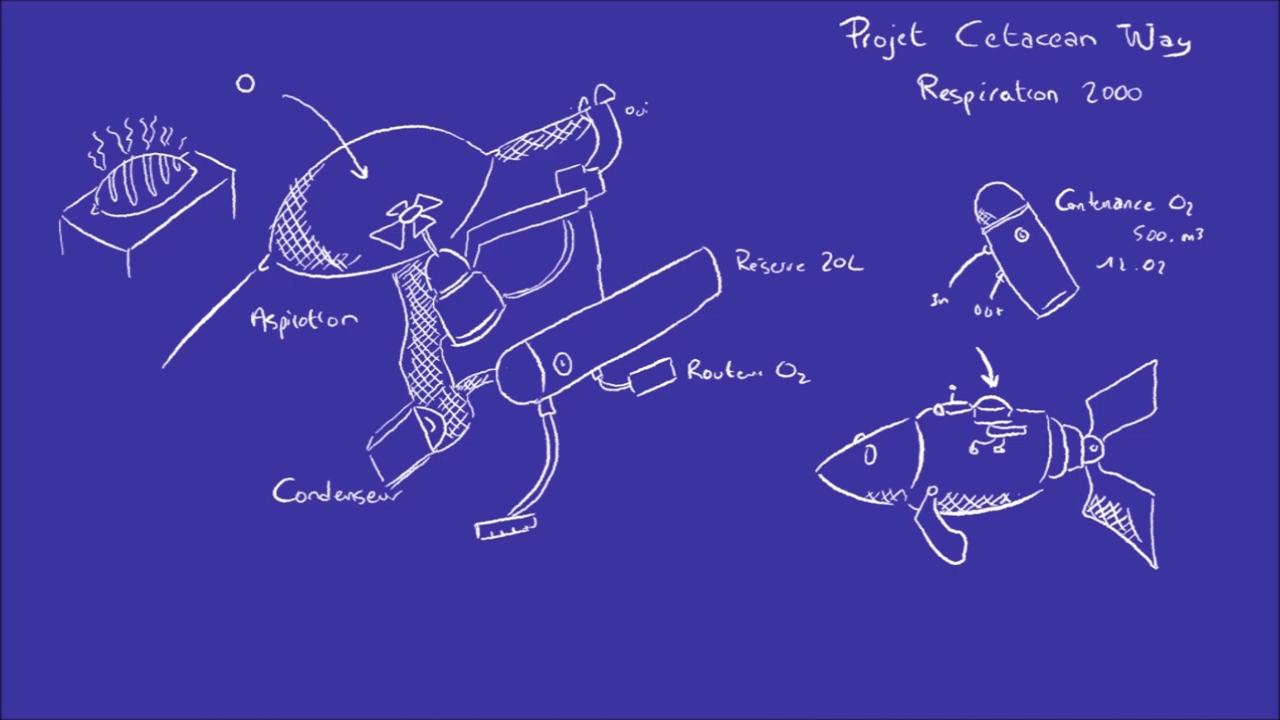 Projet Cetacean Way
Respiration 2000
oui
Contenance O2
500. m3
12.02
In
out
Réserve 20L
Routeur O2
Aspiration
Condenseur